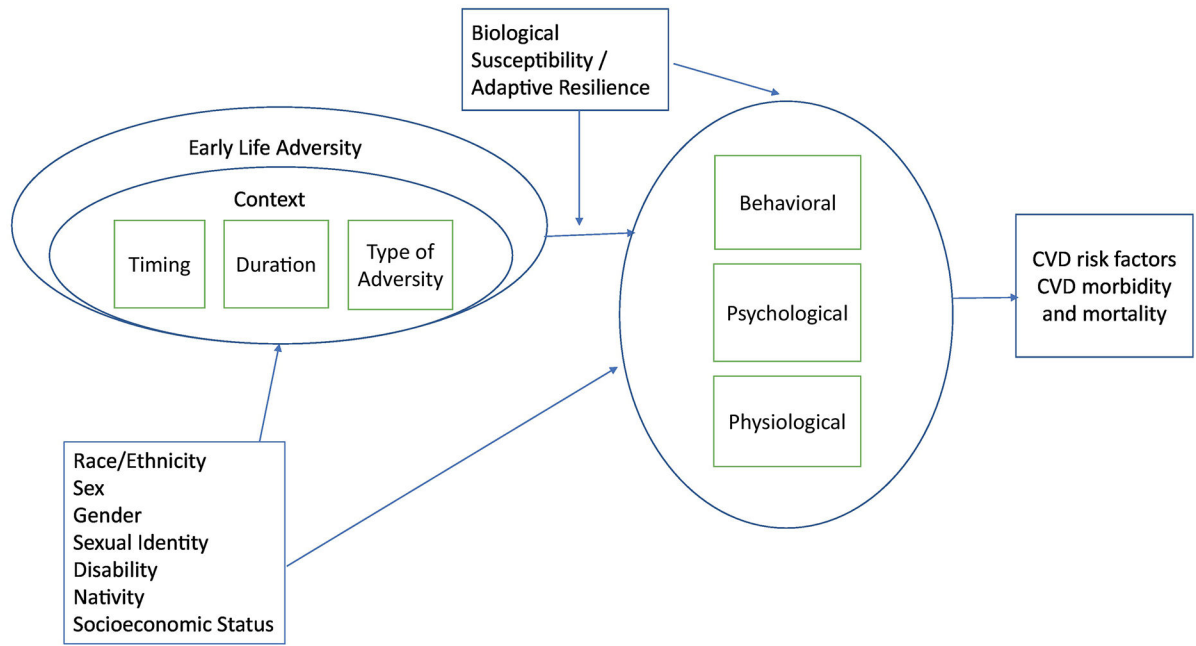 Biological
Susceptibility /
Adaptive Resilience
Early Life Adversity
Context
Timing
Duration
Type of
Adversity
Behavioral
Psychological
Physiological
CVD risk factors
CVD morbidity
and mortality
Race/Ethnicity
Sex
Gender
Sexual Identity
Disability
Nativity
Socioeconomic Status